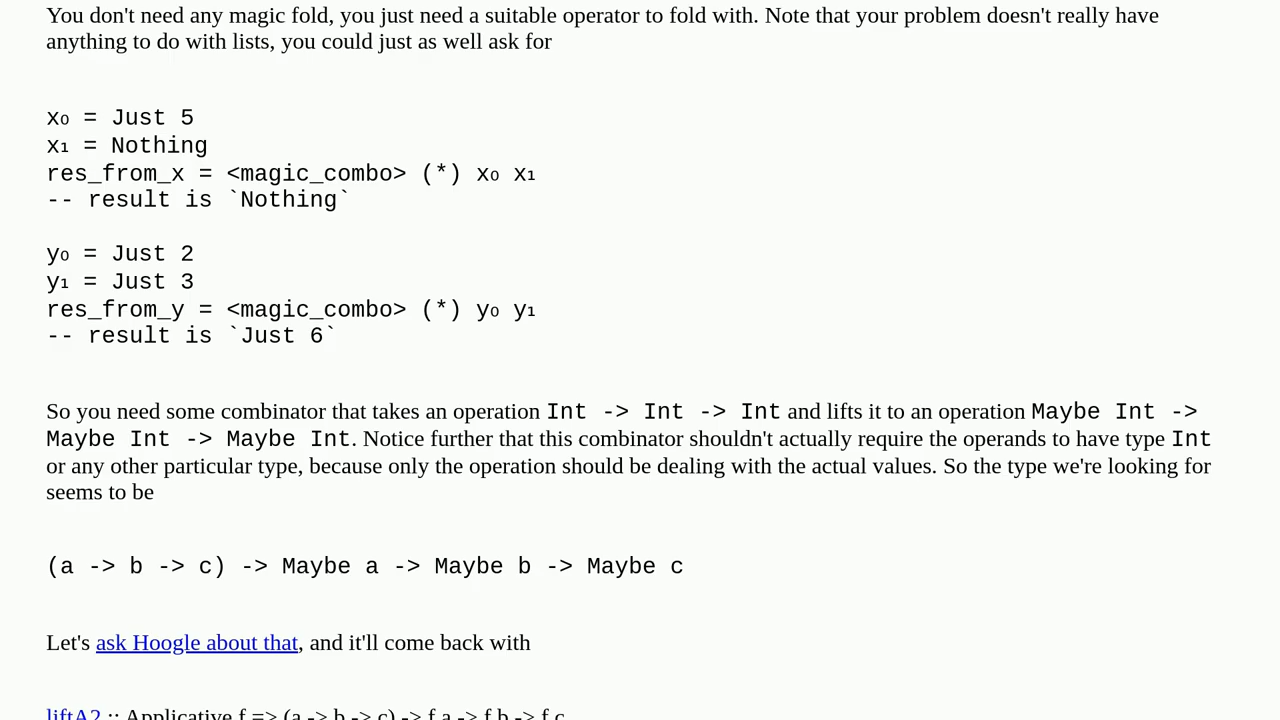 You don't need any magic fold, you just need a suitable operator to fold with. Note that your problem doesn't really have
anything to do with lists, you could just as well ask for
x₀ = Just 5
x₁ = Nothing
res_from_x = <magic_combo> (*) x₀ x₁
-- result is `Nothing`
y₀ = Just 2
y₁ = Just 3
res_from_y = <magic_combo> (*) y₀ y₁
-- result is `Just 6`
So you need some combinator that takes an operation Int -> Int -> Int and lifts it to an operation Maybe Int ->
Maybe Int -> Maybe Int. Notice further that this combinator shouldn't actually require the operands to have type Int
or any other particular type, because only the operation should be dealing with the actual values. So the type we're looking for
seems to be
(a -> b -> c) -> Maybe a -> Maybe b -> Maybe c
Let's ask Hoogle about that, and it'll come back with
liftA2 :: Applicative f => (a -> b -> c) -> f a -> f b -> f c